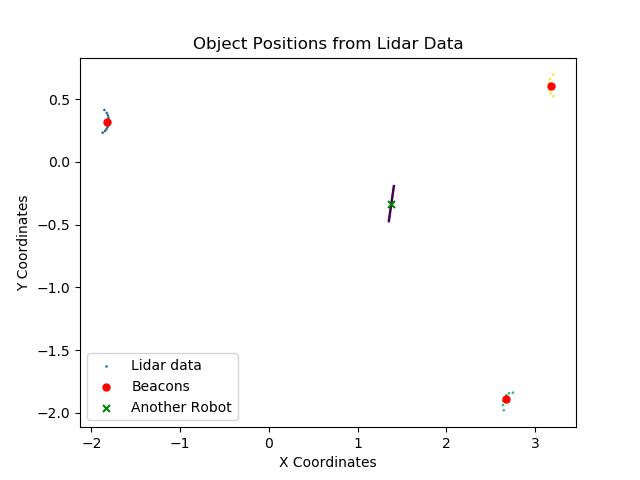 Object Positions from Lidar Data
0.5
0.0
−0.5
−1.0
−1.5
−2.0
Y Coordinates
Lidar data
Beacons
Another Robot
−2
−1
0
1
2
3
X Coordinates